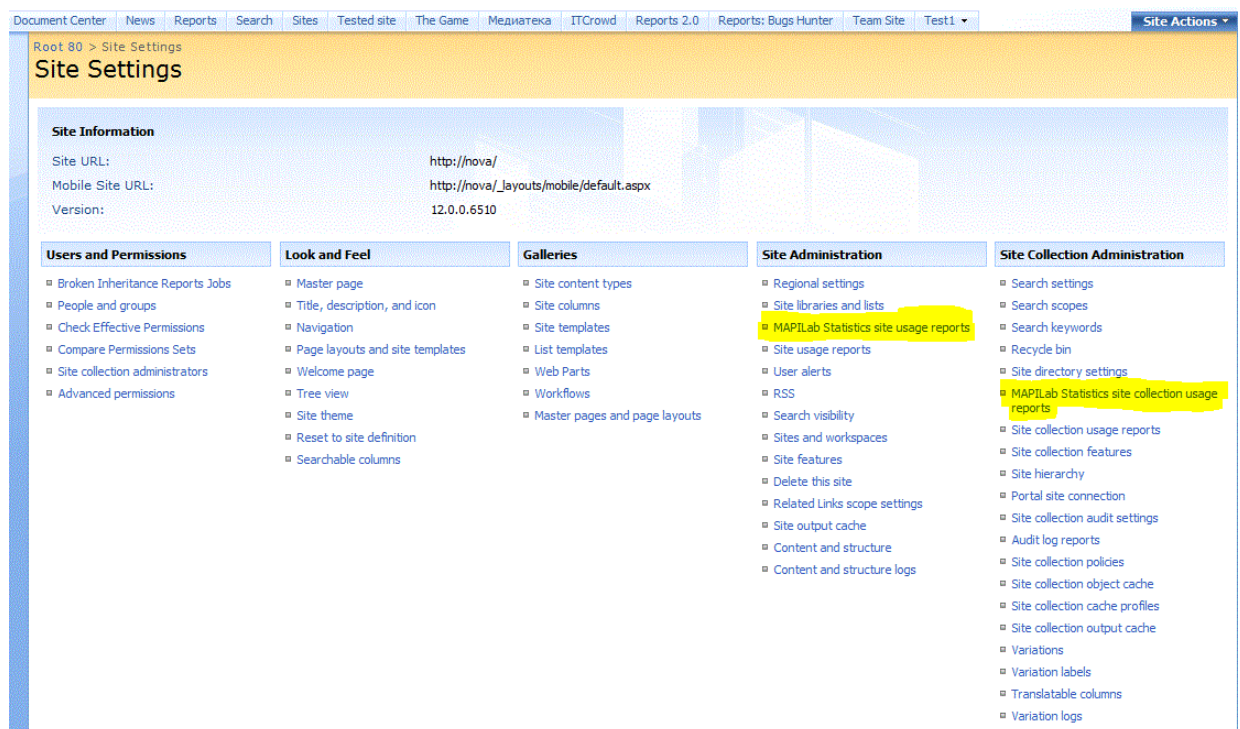 Document Center News Reports Search Sites Tested site The Game Медиатека ITCrowd Reports 2.0 Reports: Bugs Hunter Team Site Test1 Site Actions
Root 80 > Site Settings
Site Settings
Site Information
Site URL: http://nova/
Mobile Site URL: http://nova/_layouts/mobile/default.aspx
Version: 12.0.0.6510
Users and Permissions
Broken Inheritance Reports Jobs
People and groups
Check Effective Permissions
Compare Permissions Sets
Site collection administrators
Advanced permissions
Look and Feel
Master page
Title, description, and icon
Navigation
Page layouts and site templates
Welcome page
Tree view
Site theme
Reset to site definition
Searchable columns
Galleries
Site content types
Site columns
Site templates
List templates
Web Parts
Workflows
Master pages and page layouts
Site Administration
Regional settings
Site libraries and lists
MAPILab Statistics site usage reports
Site usage reports
User alerts
RSS
Search visibility
Sites and workspaces
Site features
Delete this site
Related Links scope settings
Site output cache
Content and structure
Content and structure logs
Site Collection Administration
Search settings
Search scopes
Search keywords
Recycle bin
Site directory settings
MAPILab Statistics site collection usage
reports
Site collection usage reports
Site collection features
Site hierarchy
Portal site connection
Site collection audit settings
Audit log reports
Site collection policies
Site collection object cache
Site collection cache profiles
Site collection output cache
Variations
Variation labels
Translatable columns
Variation logs